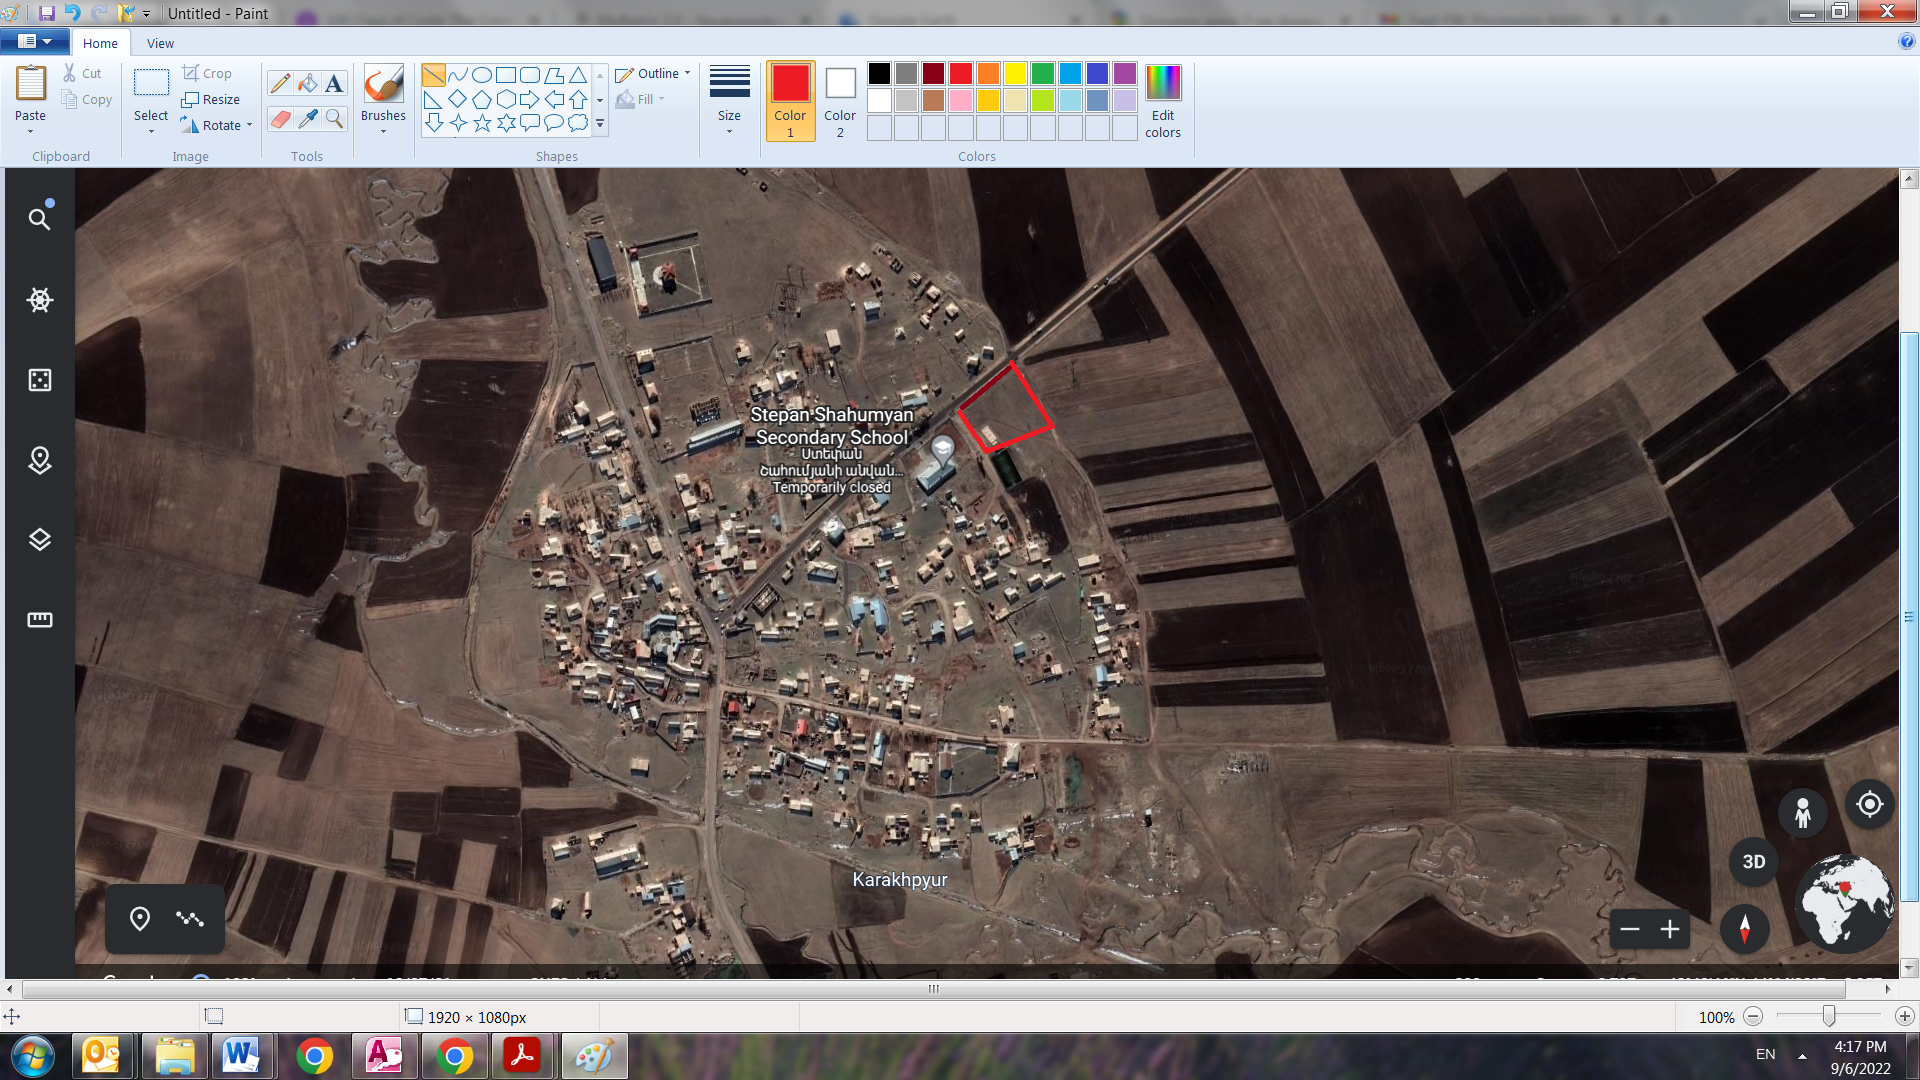 Untitled - Paint
Home
View
Paste
Cut
Copy
Clipboard
Select
Crop
Resize
Rotate
Image
Tools
Brushes
Shapes
Outline
Fill
Size
Color
1
Color
2
Edit
colors
Colors
Stepan Shahumyan
Secondary School
Ստեփան
Շահումյանի անվան...
Temporarily closed
Karakhpyur
3D
1920 × 1080px
100%
EN
4:17 PM
9/6/2022